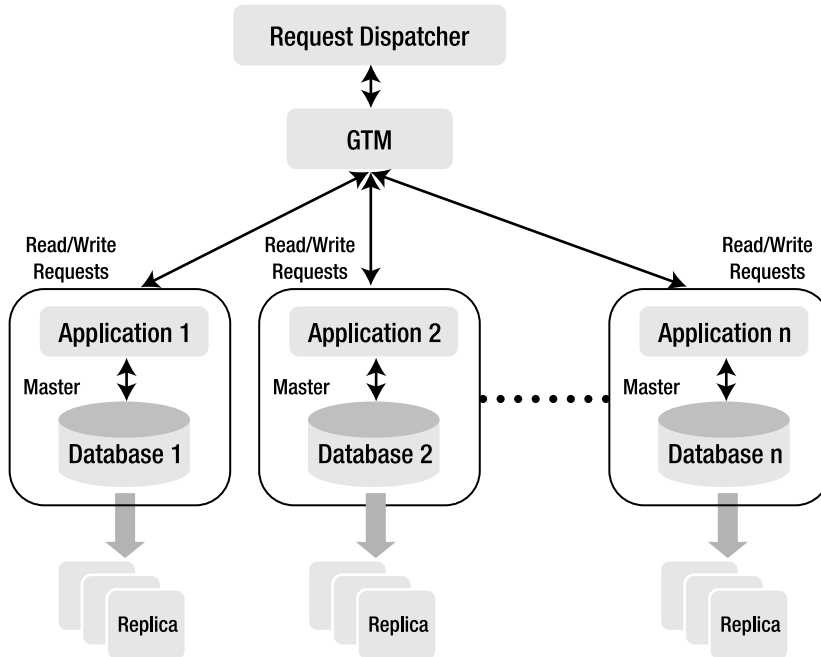 Request Dispatcher
GTM
Read/Write
Requests
Read/Write
Requests
Read/Write
Requests
Application 1
Application 2
Application n
Master
Master
Master
Database 1
Database 2
Database n
Replica
Replica
Replica